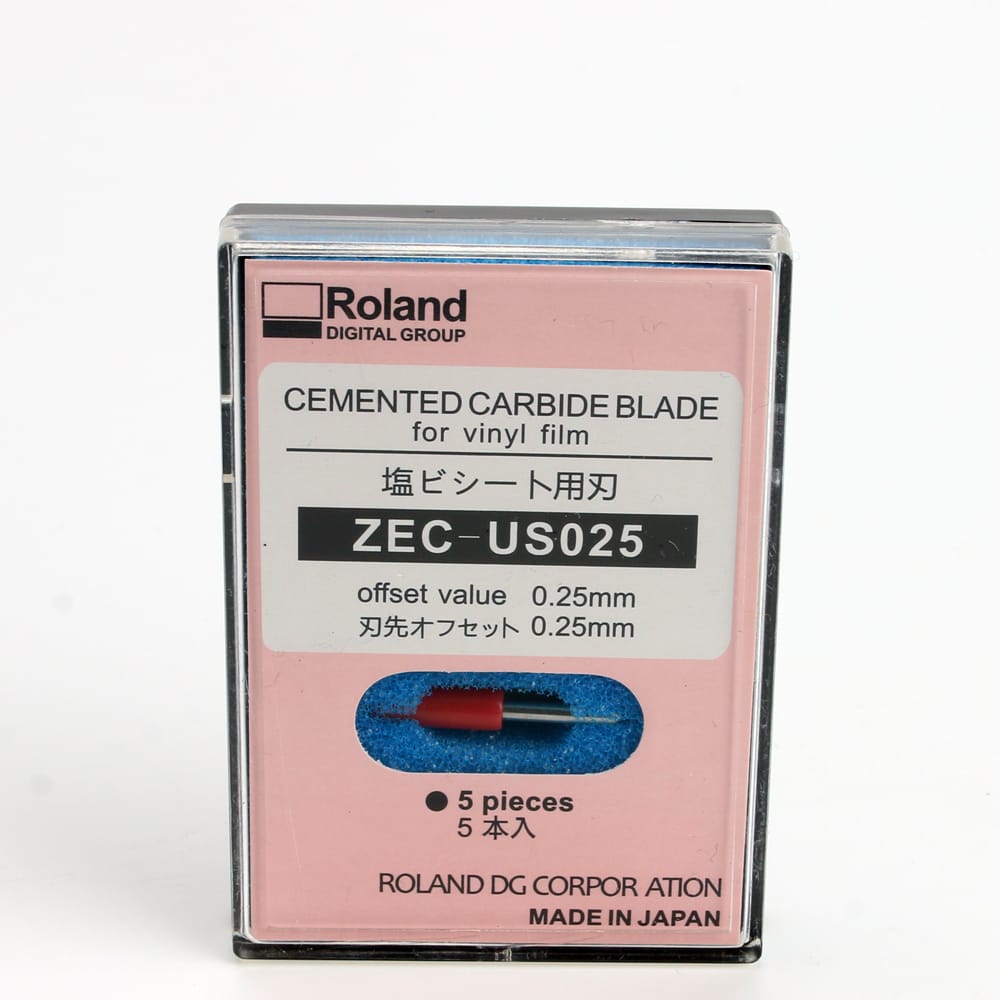 Roland
DIGITAL GROUP
CEMENTED CARBIDE BLADE
for vinyl film
塩ビシート用刃
ZEC-US025
offset value 0.25mm
刃先オフセット 0.25mm
● 5 pieces
5 本入
ROLAND DG CORPOR ATION
MADE IN JAPAN